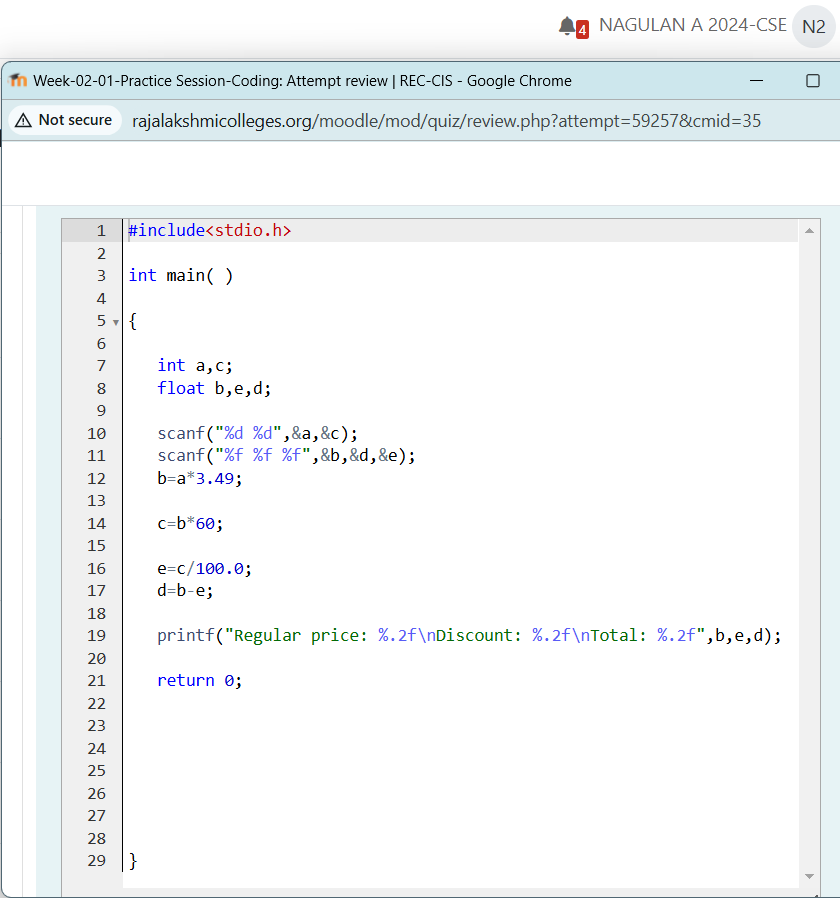 4 NAGULAN A 2024-CSE N2
Week-02-01-Practice Session-Coding: Attempt review | REC-CIS - Google Chrome
Not secure rajalakshmicolleges.org/moodle/mod/quiz/review.php?attempt=59257&cmid=35
1 #include<stdio.h>
2
3 int main( )
4
5 {
6
7 int a,c;
8 float b,e,d;
9
10 scanf("%d %d",&a,&c);
11 scanf("%f %f %f",&b,&d,&e);
12 b=a*3.49;
13
14 c=b*60;
15
16 e=c/100.0;
17 d=b-e;
18
19 printf("Regular price: %.2f\nDiscount: %.2f\nTotal: %.2f",b,e,d);
20
21 return 0;
22
23
24
25
26
27
28
29 }